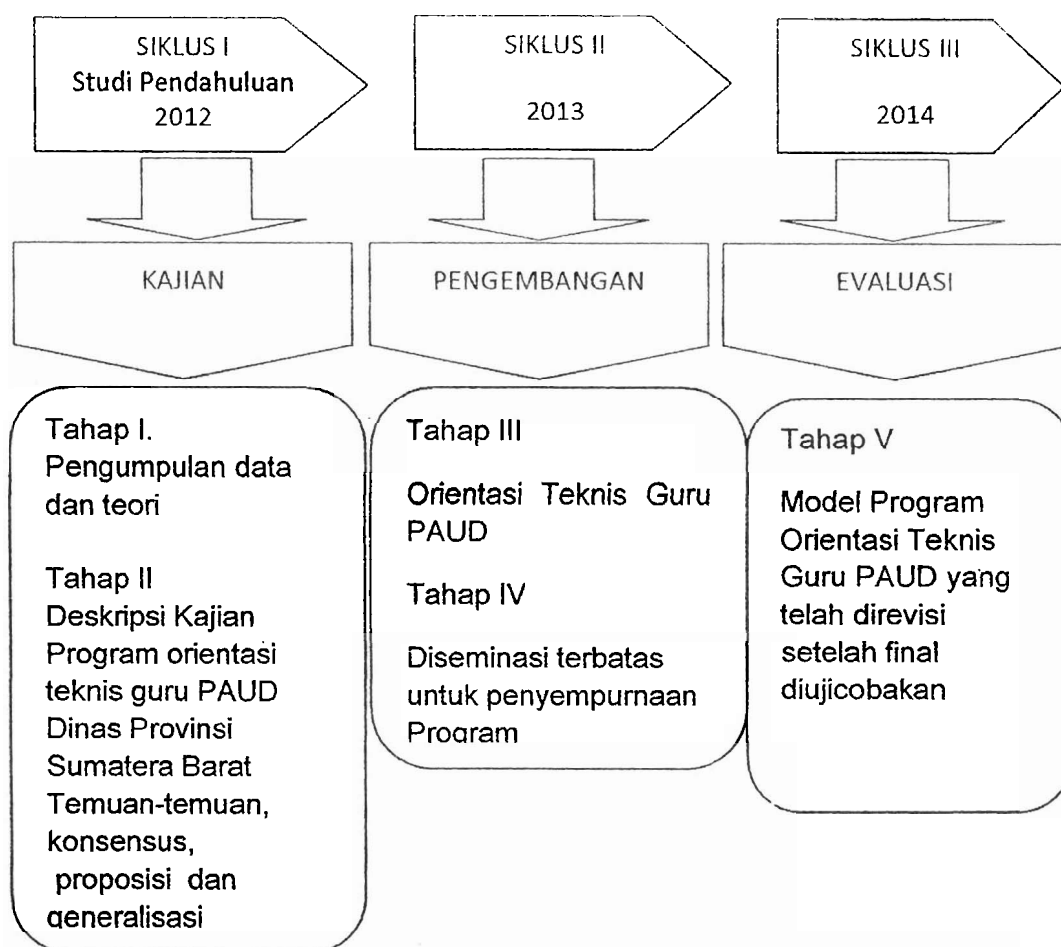 SIKLUS I
Studi Pendahuluan
2012
SIKLUS II
2013
SIKLUS III
2014
KAJIAN
PENGEMBANGAN
EVALUASI
Tahap I.
Pengumpulan data
dan teori
Tahap II
Deskripsi Kajian
Program orientasi
teknis guru PAUD
Dinas Provinsi
Sumatera Barat
Temuan-temuan,
konsensus,
proposisi dan
generalisasi
Tahap III
Orientasi Teknis Guru
PAUD
Tahap IV
Diseminasi terbatas
untuk penyempurnaan
Program
Tahap V
Model Program
Orientasi Teknis
Guru PAUD yang
telah direvisi
setelah final
diujicobakan